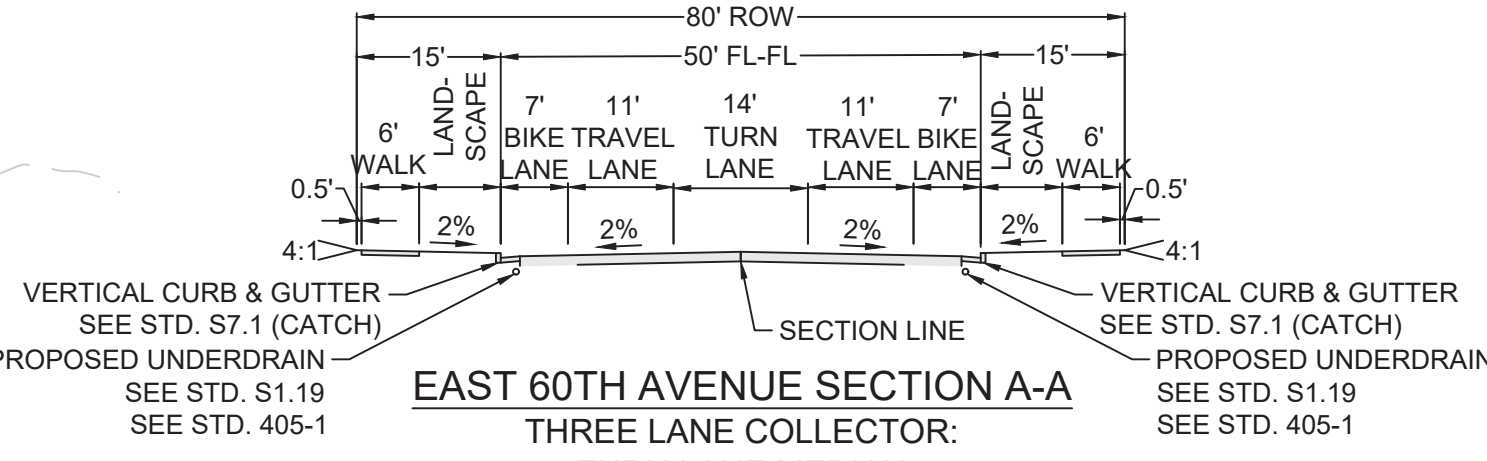 80' ROW
15'
50' FL-FL
15'
6'
WALK
LAND-
SCAPE
7'
BIKE
LANE
11'
TRAVEL
LANE
14'
TURN
LANE
11'
TRAVEL
LANE
7'
BIKE
LANE
LAND-
SCAPE
6'
WALK
0.5'
0.5'
2%
2%
2%
2%
4:1
4:1
VERTICAL CURB & GUTTER
SEE STD. S7.1 (CATCH)
PROPOSED UNDERDRAIN
SEE STD. S1.19
SEE STD. 405-1
SECTION LINE
VERTICAL CURB & GUTTER
SEE STD. S7.1 (CATCH)
PROPOSED UNDERDRAIN
SEE STD. S1.19
SEE STD. 405-1
EAST 60TH AVENUE SECTION A-A
THREE LANE COLLECTOR: